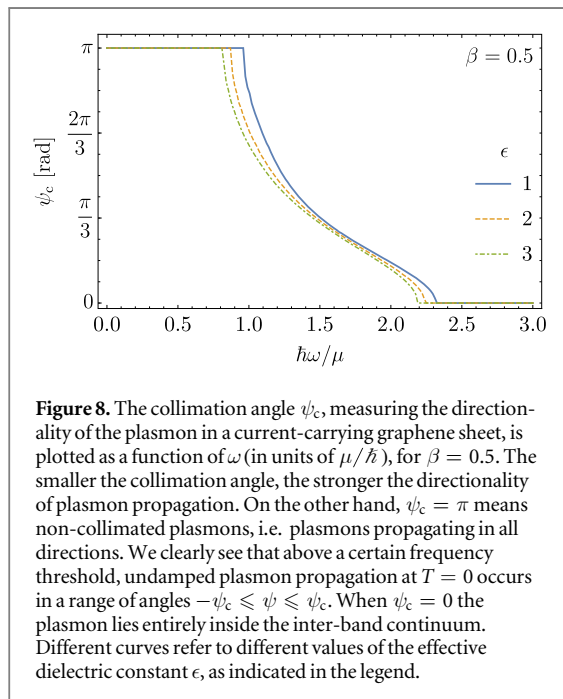 π
β = 0.5
2π
3
ϵ
ψc [rad]
1
π
3
2
3
0
0.0 0.5 1.0 1.5 2.0 2.5 3.0
ħω/μ
Figure 8. The collimation angle ψc, measuring the direction-
ality of the plasmon in a current-carrying graphene sheet, is
plotted as a function of ω (in units of μ/ħ), for β = 0.5. The
smaller the collimation angle, the stronger the directionality
of plasmon propagation. On the other hand, ψc = π means
non-collimated plasmons, i.e. plasmons propagating in all
directions. We clearly see that above a certain frequency
threshold, undamped plasmon propagation at T = 0 occurs
in a range of angles −ψc ⩽ ψ ⩽ ψc. When ψc = 0 the
plasmon lies entirely inside the inter-band continuum.
Different curves refer to different values of the effective
dielectric constant ϵ, as indicated in the legend.